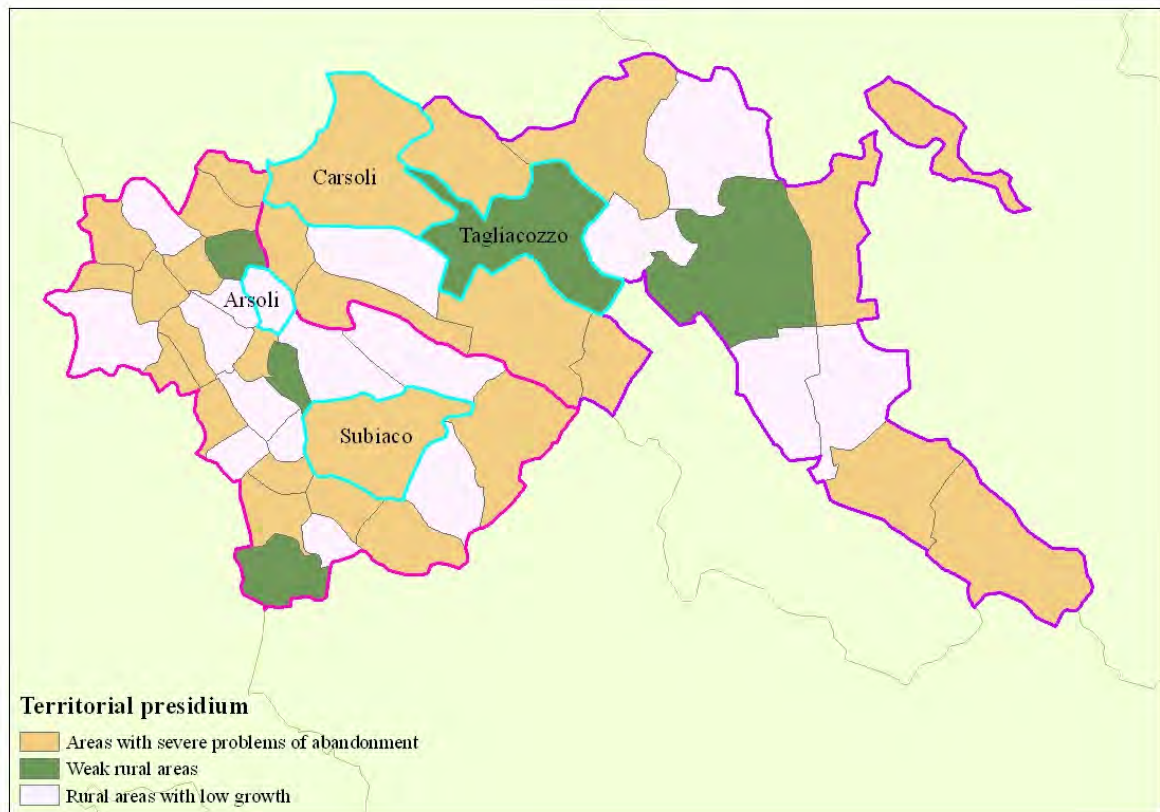 Carsoli
Tagliacozzo
Arsoli
Subiaco
Territorial presidium
Areas with severe problems of abandonment
Weak rural areas
Rural areas with low growth